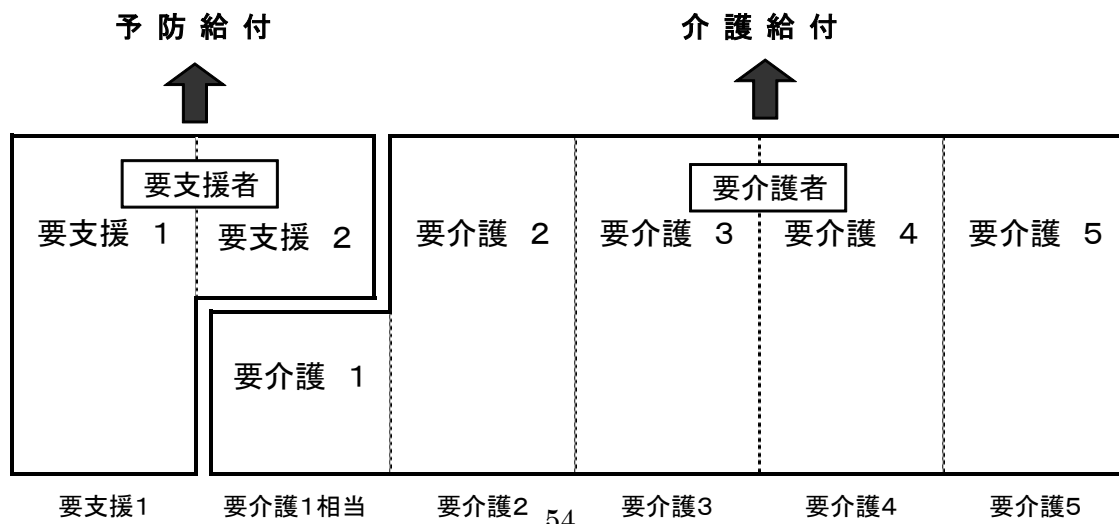 予防給付 介護給付
要支援者 要介護者
要支援 1 要支援 2 要介護 2 要介護 3 要介護 4 要介護 5
要介護 1
要支援1 要介護1相当 要介護2 要介護3 要介護4 要介護5
54